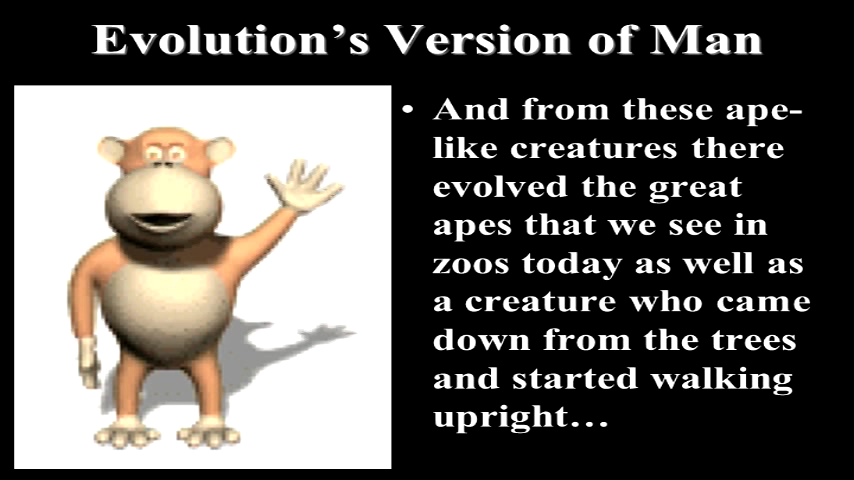 Evolution’s Version of Man
• And from these ape-
like creatures there
evolved the great
apes that we see in
zoos today as well as
a creature who came
down from the trees
and started walking
upright…